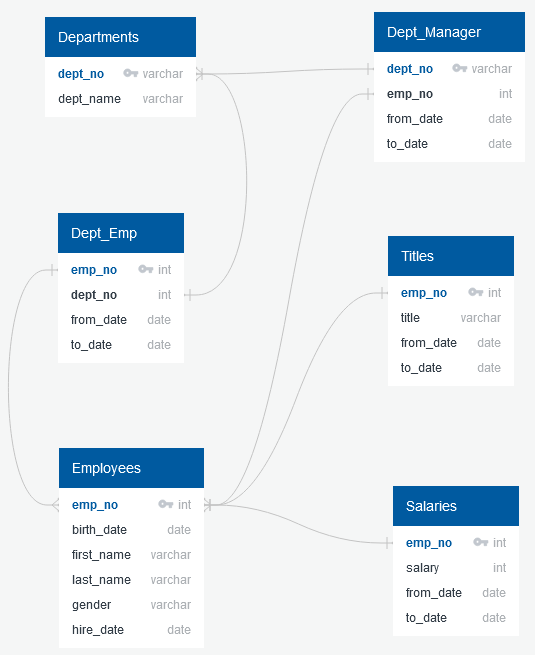 Departments
dept_no varchar
dept_name varchar
Dept_Manager
dept_no varchar
emp_no int
from_date date
to_date date
Dept_Emp
emp_no int
dept_no int
from_date date
to_date date
Titles
emp_no int
title varchar
from_date date
to_date date
Employees
emp_no int
birth_date date
first_name varchar
last_name varchar
gender varchar
hire_date date
Salaries
emp_no int
salary int
from_date date
to_date date